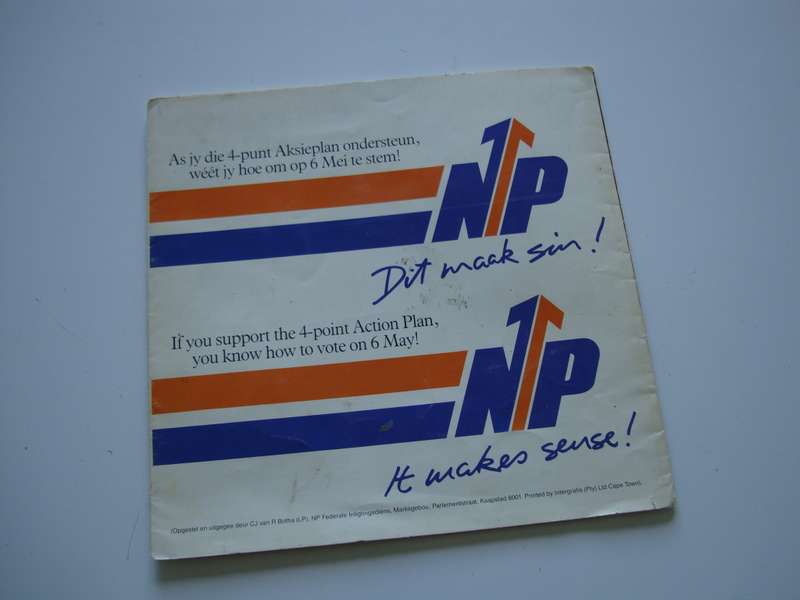 As jy die 4-punt Aksieplan ondersteun,
wéét jy hoe om op 6 Mei te stem!
NP
Dit maak sin!
If you support the 4-point Action Plan,
you know how to vote on 6 May!
NP
It makes sense!
(Opgestel en uitgegee deur CJ van R Botha (LP), NP Federale Inligtingsdiens, Marksgebou, Parlementstraat, Kaapstad 8001. Printed by Intergrafix (Pty) Ltd Cape Town).